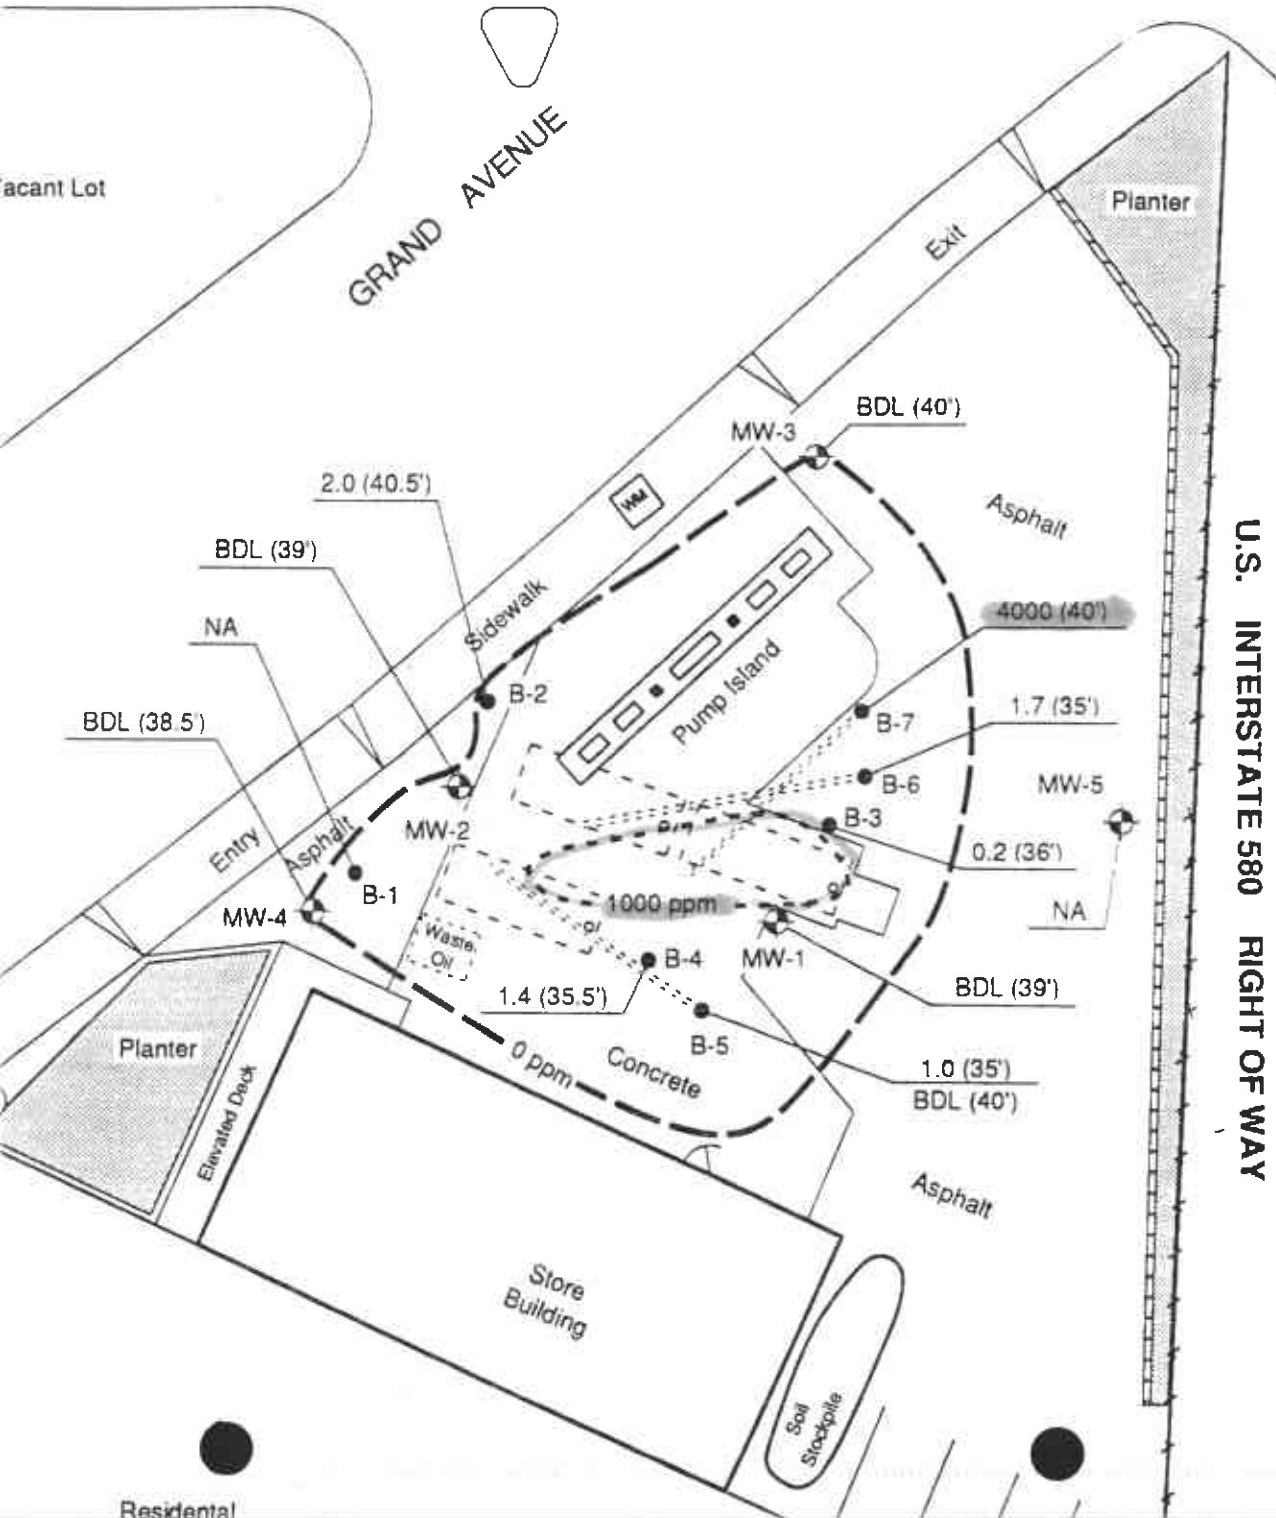 acant Lot
GRAND AVENUE
Planter
Exit
BDL (40')
MW-3
2.0 (40.5')
WM
Asphalt
BDL (39')
U.S. INTERSTATE 580 RIGHT OF WAY
Sidewalk
4000 (40')
NA
B-2
Pump Island
B-7
1.7 (35')
BDL (38.5')
B-6
MW-5
MW-2
B-3
Entry
Asphalt
0.2 (36')
B-1
1000 ppm
MW-4
NA
Waste
Oil
B-4
MW-1
BDL (39')
1.4 (35.5')
B-5
Planter
0 ppm
Concrete
1.0 (35')
BDL (40')
Elevated Deck
Asphalt
Store
Building
Soil
Stockpile
Residental